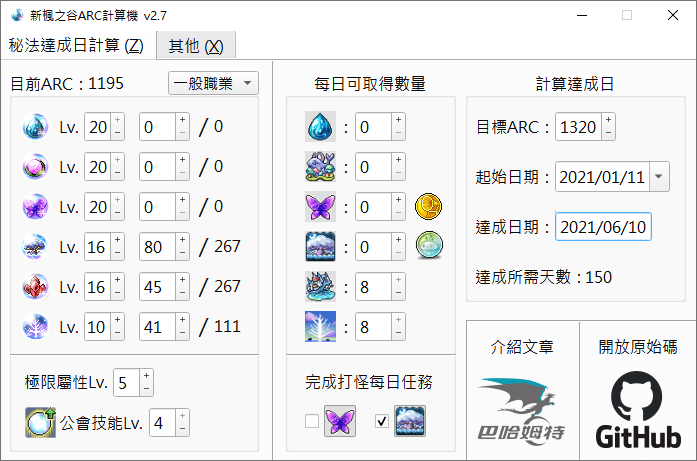 新楓之谷ARC計算機 v2.7
秘法達成日計算 (Z)
其他 (X)
目前ARC : 1195
一般職業
Lv. 20 0 / 0
Lv. 20 0 / 0
Lv. 20 0 / 0
Lv. 16 80 / 267
Lv. 16 45 / 267
Lv. 10 41 / 111
極限屬性Lv. 5
公會技能Lv. 4
每日可取得數量
: 0
: 0
: 0
: 0
: 8
: 8
完成打怪每日任務
計算達成日
目標ARC : 1320
起始日期 : 2021/01/11
達成日期 : 2021/06/10
達成所需天數 : 150
介紹文章
巴哈姆特
開放原始碼
GitHub